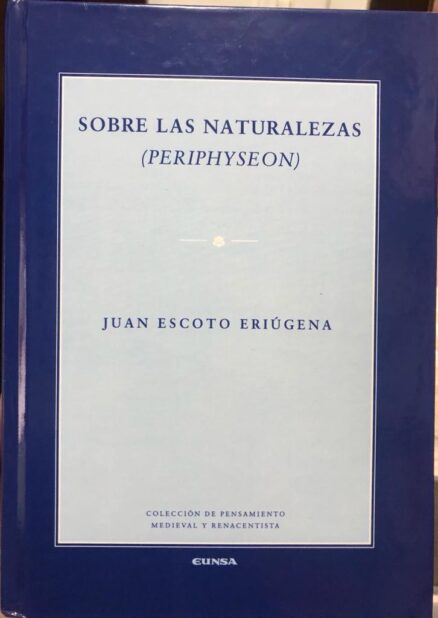 SOBRE LAS NATURALEZAS
(PERIPHYSEON)
JUAN ESCOTO ERIÚGENA
COLECCIÓN DE PENSAMIENTO
MEDIEVAL Y RENACENTISTA
EUNSA